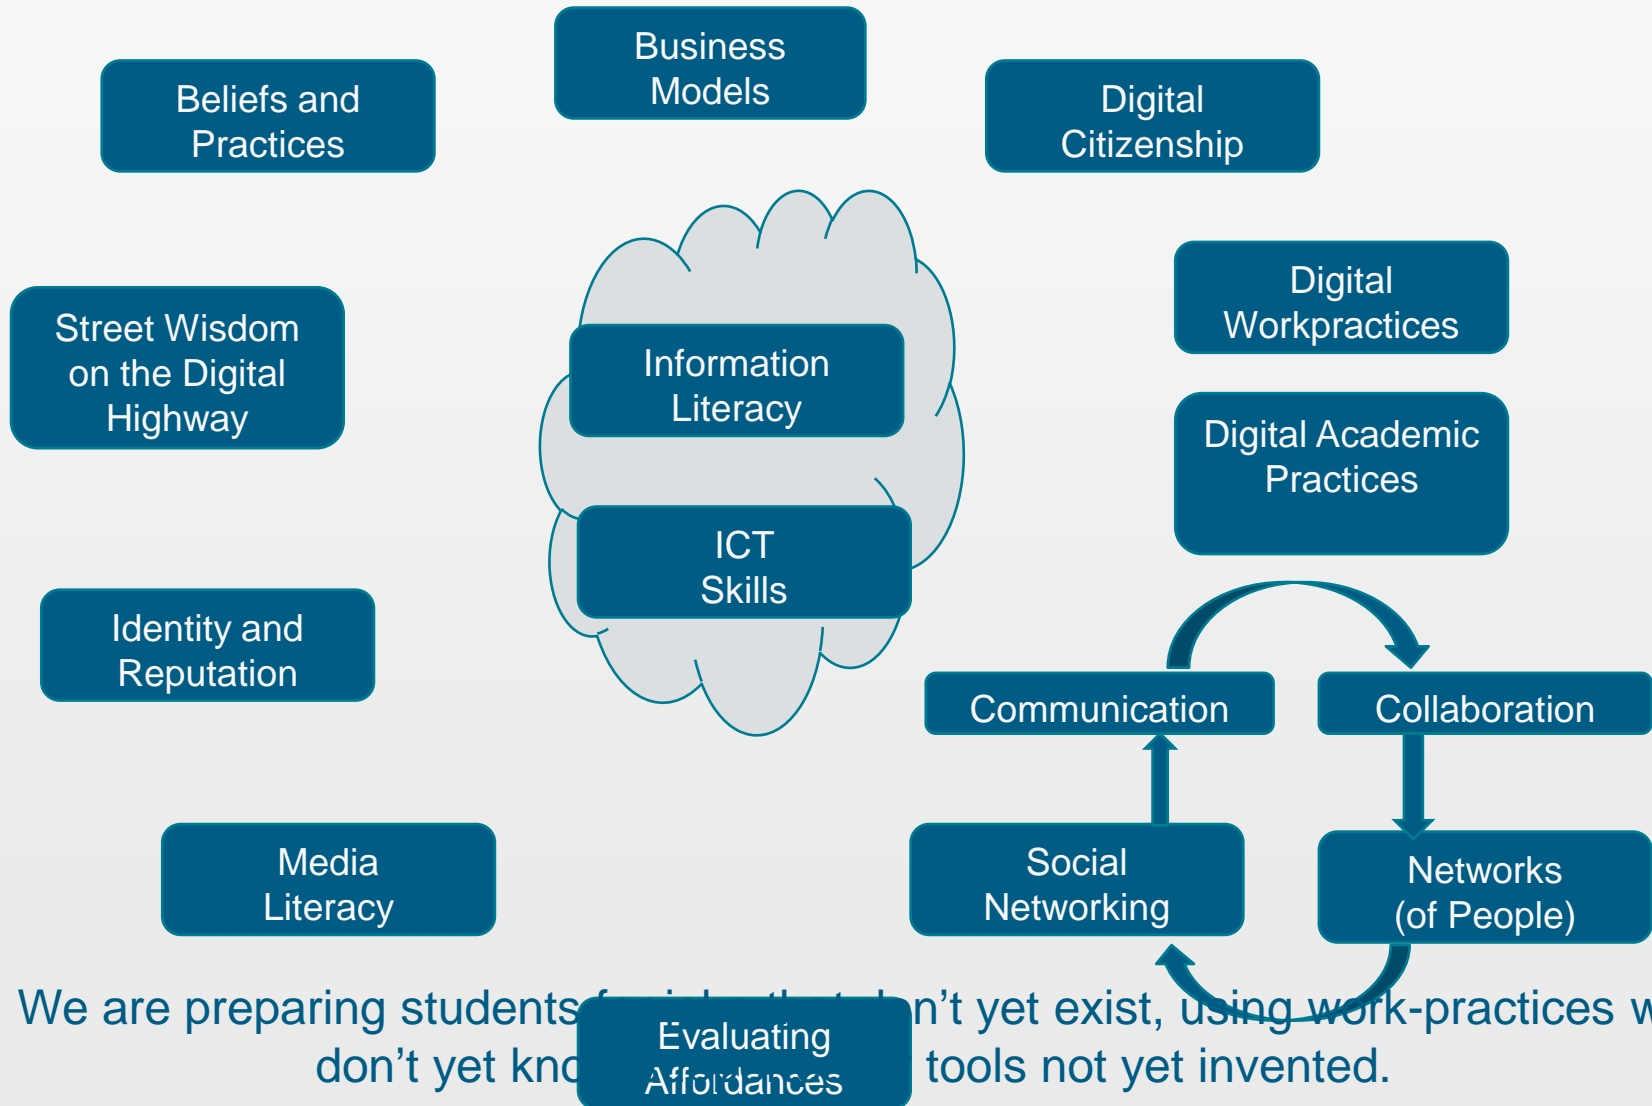 Business
Models
Beliefs and
Practices
Digital
Citizenship
Digital
Workpractices
Street Wisdom
on the Digital
Highway
Information
Literacy
Digital Academic
Practices
ICT
Skills
Identity and
Reputation
Communication
Collaboration
Media
Literacy
Social
Networking
Networks
(of People)
We are preparing students n't yet exist, using work-practices
don't yet tools not yet invented.
Evaluating
Affordances